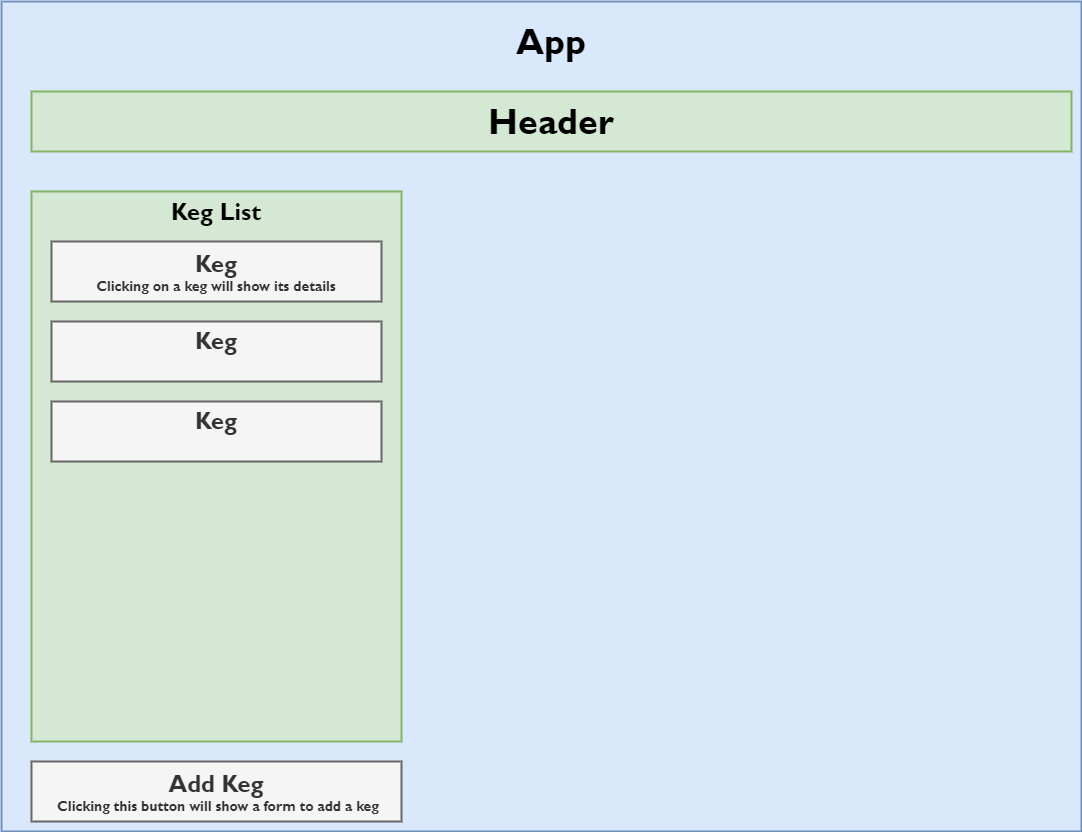 App
Header
Keg List
Keg
Clicking on a keg will show its details
Keg
Keg
Add Keg
Clicking this button will show a form to add a keg